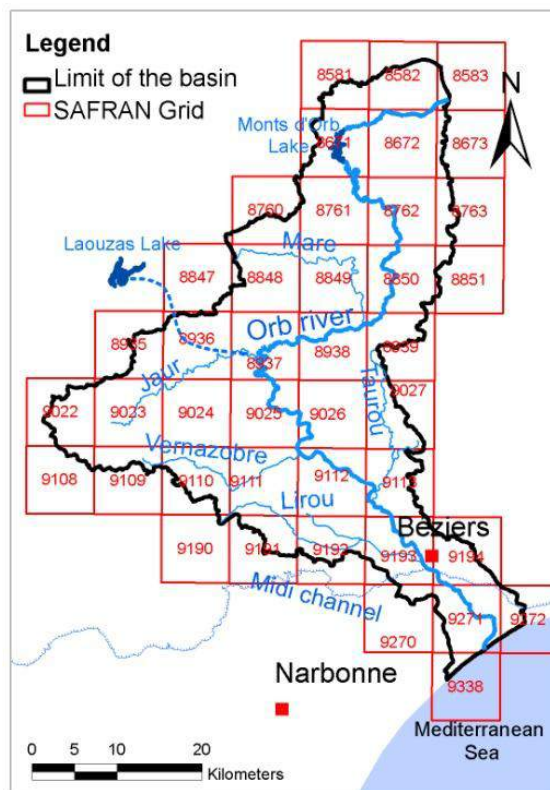 Legend
Limit of the basin
SAFRAN Grid
N
8581 8582 8583
Monts d'Orb
Lake
8671 8672 8673
8760 8761 8762 8763
Mare
Laouzas Lake
8847 8848 8849 8850 8851
Orb river
8935 8936 8937 8938 8939
Jaur
Taurou
9022 9023 9024 9025 9026 9027
Vernazobre
9108 9109 9110 9111 9112 9113
Lirou
Béziers
9190 9191 9192 9193 9194
Midi channel
9270 9271 9272
Narbonne
9338
Mediterranean
Sea
0 5 10 20
Kilometers